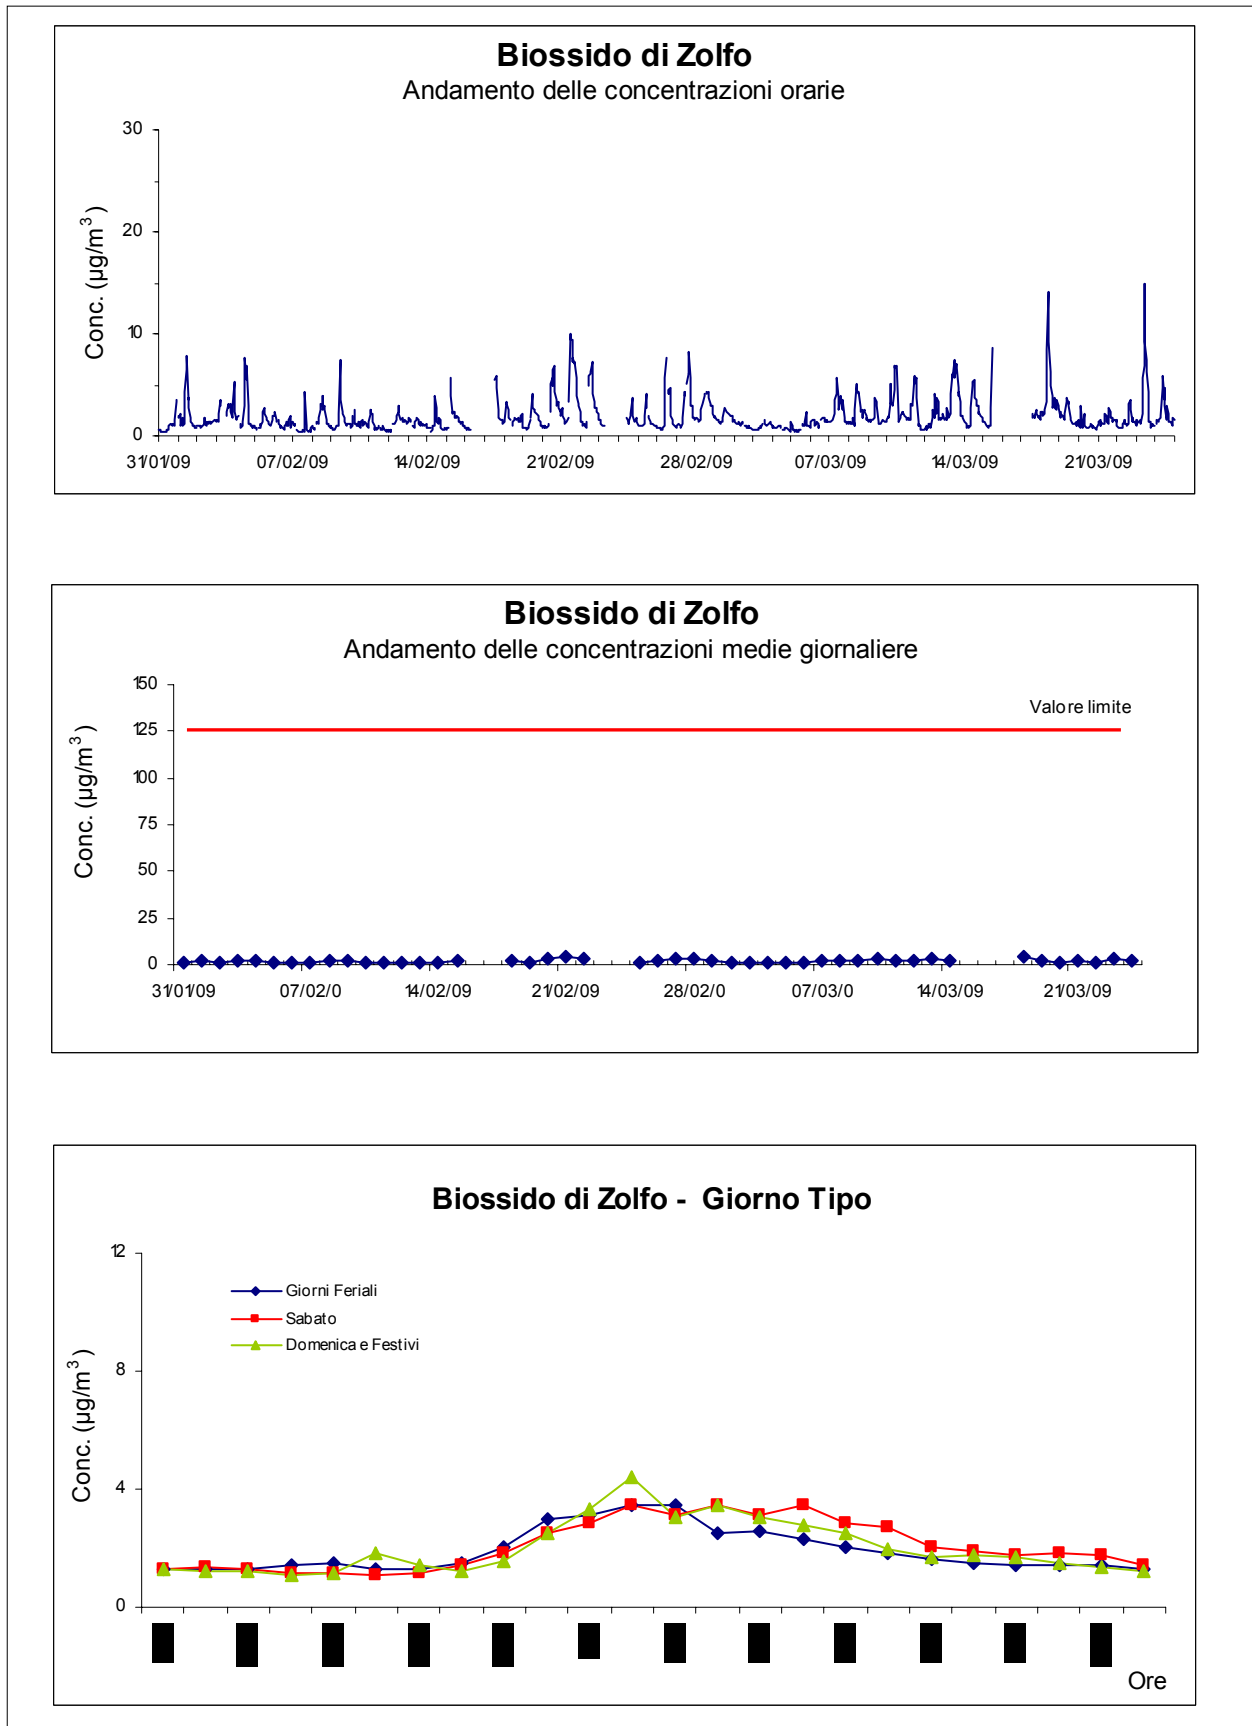 Biossido di Zolfo
Andamento delle concentrazioni orarie
30
20
10
0
Conc. (µg/m³)
31/01/09 07/02/09 14/02/09 21/02/09 28/02/09 07/03/09 14/03/09 21/03/09
Biossido di Zolfo
Andamento delle concentrazioni medie giornaliere
150
Valore limite
125
100
75
50
25
0
Conc. (µg/m³)
31/01/09 07/02/0 14/02/09 21/02/09 28/02/0 07/03/0 14/03/09 21/03/09
Biossido di Zolfo - Giorno Tipo
12
Giorni Feriali
Sabato
Domenica e Festivi
8
4
0
Conc. (µg/m³)
Ore